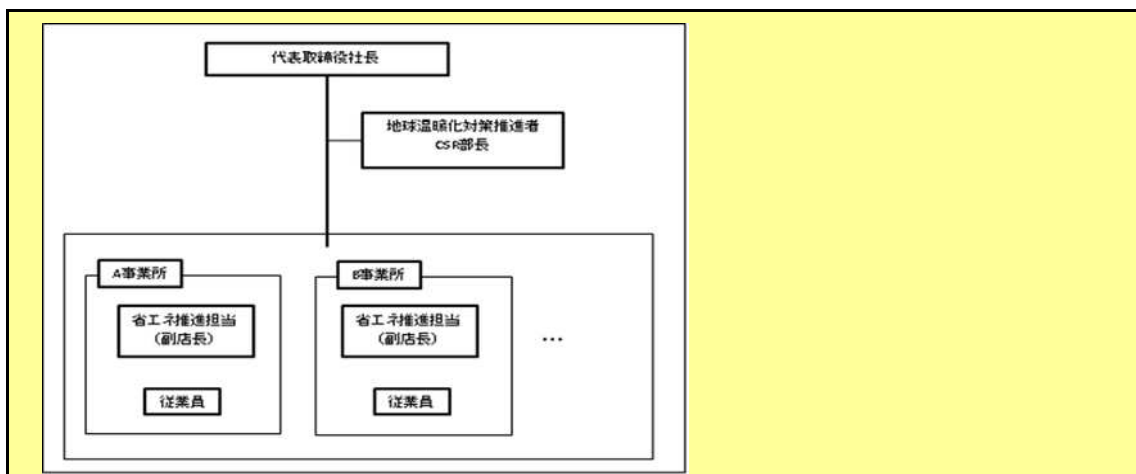 代表取締役社長
地球温暖化対策推進者
CSR部長
A事業所
省エネ推進担当
(副店長)
従業員
B事業所
省エネ推進担当
(副店長)
従業員
…